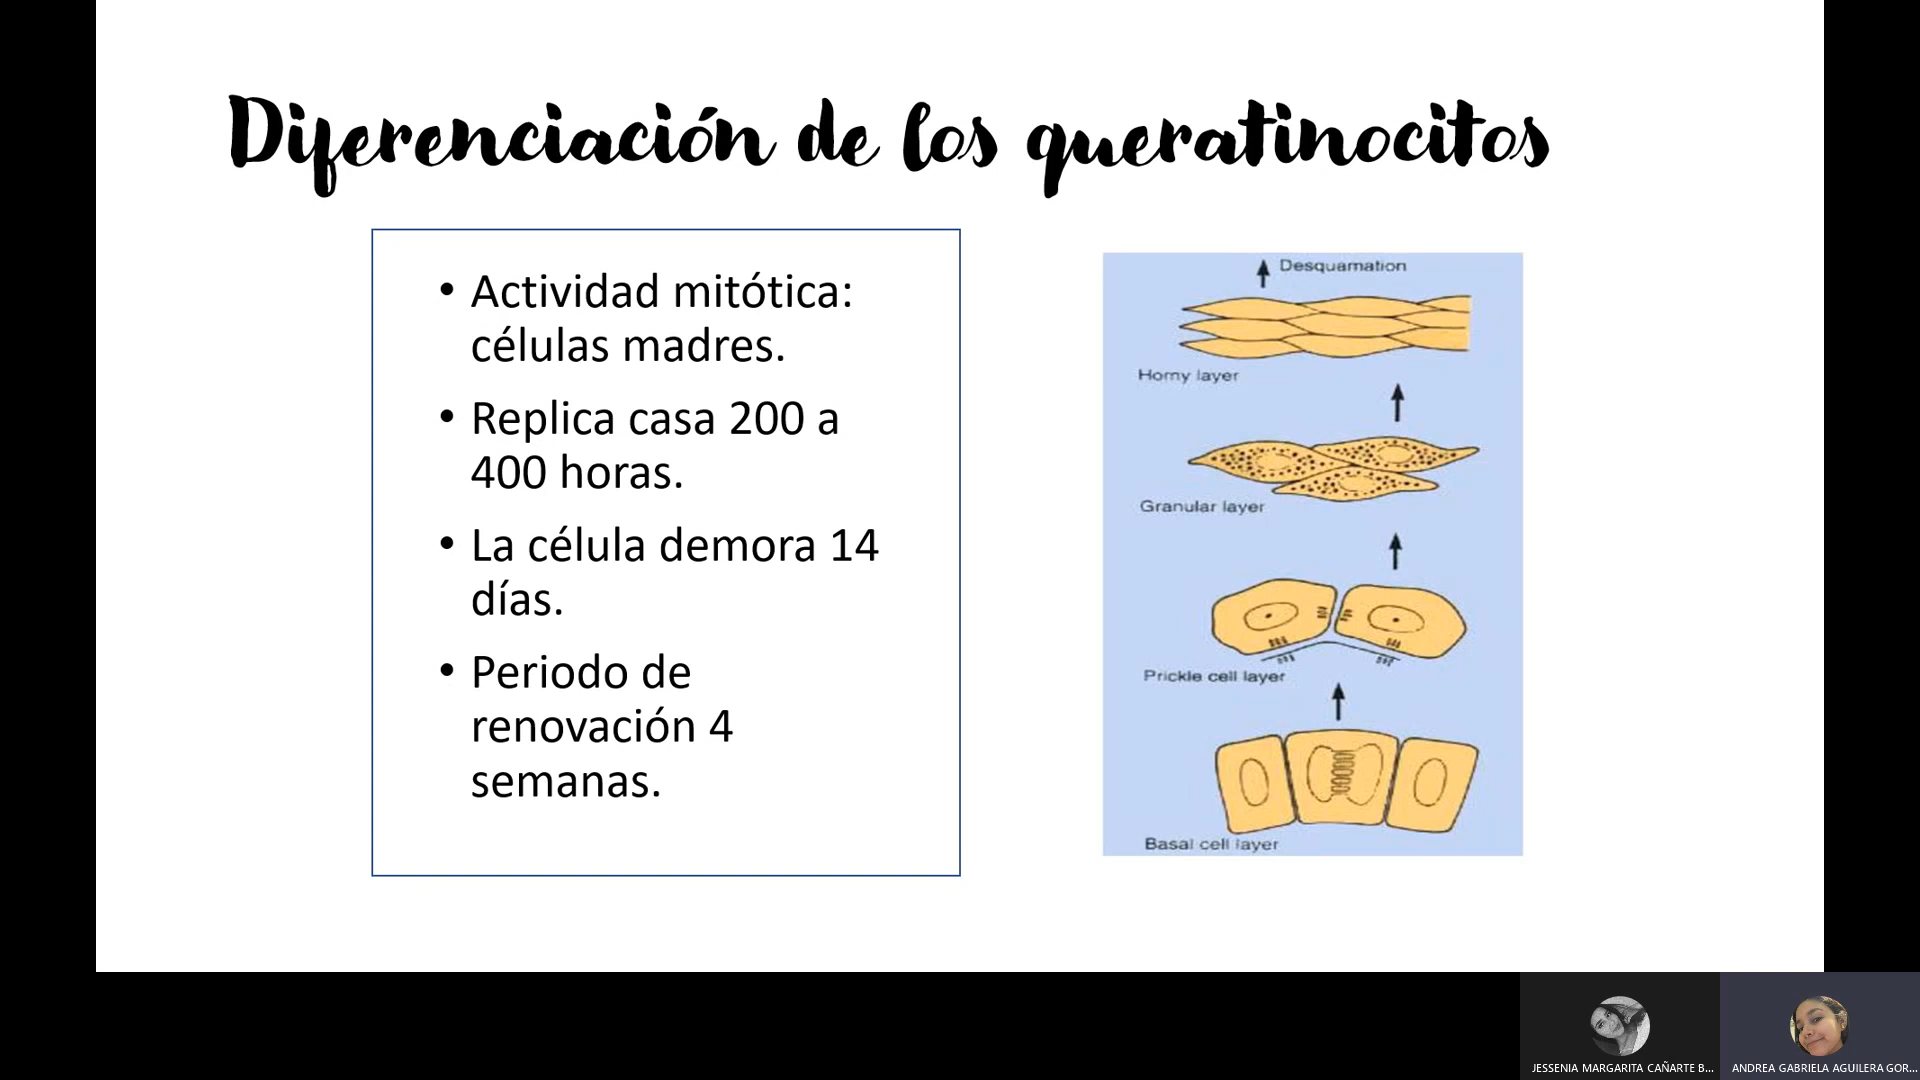 Diferenciación de los queratinocitos
• Actividad mitótica:
células madres.
• Replica casa 200 a
400 horas.
• La célula demora 14
días.
• Periodo de
renovación 4
semanas.
Desquamation
Horny layer
Granular layer
Prickle cell layer
Basal cell layer
JESSENIA MARGARITA CAÑARTE B...
ANDREA GABRIELA AGUILERA GOR...